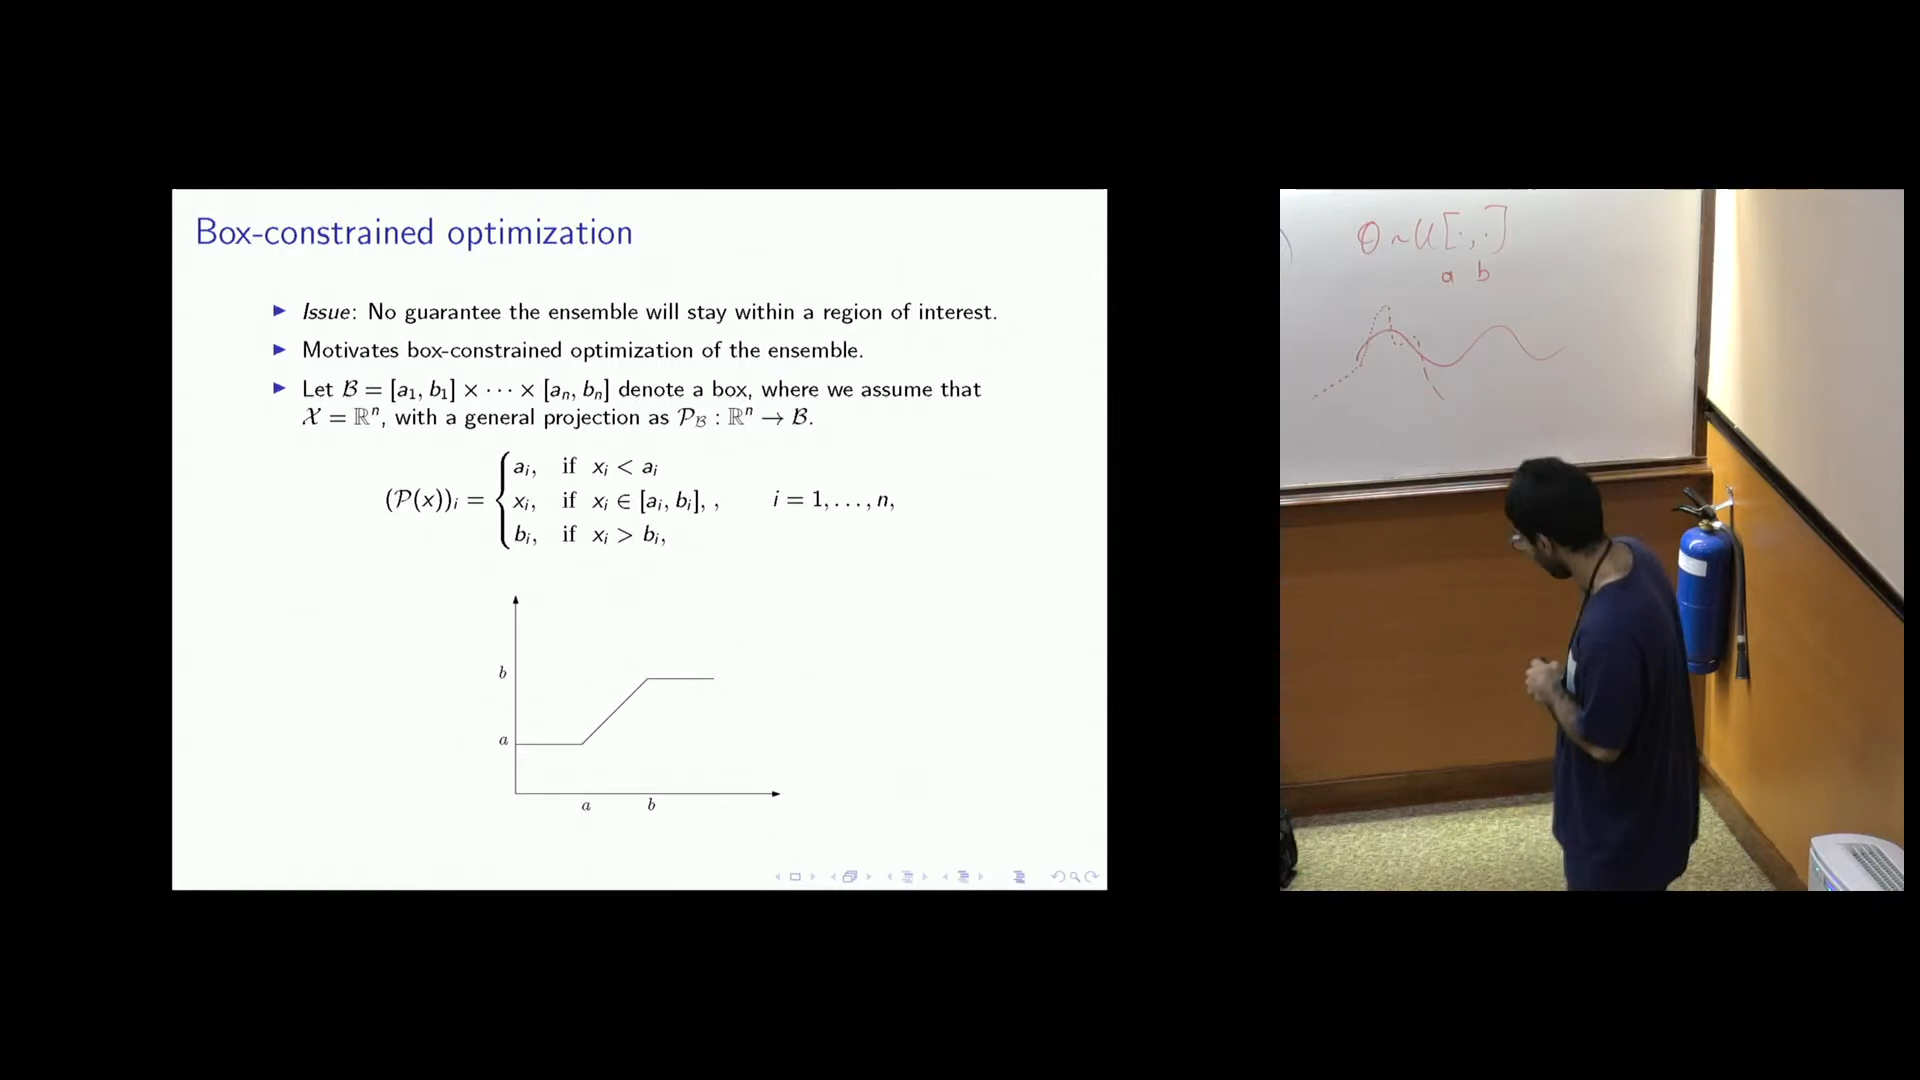 Box-constrained optimization
▶ Issue: No guarantee the ensemble will stay within a region of interest.
▶ Motivates box-constrained optimization of the ensemble.
▶ Let ℬ = [a₁, b₁] × ··· × [aₙ, bₙ] denote a box, where we assume that
𝒳 = ℝⁿ, with a general projection as 𝒫_ℬ : ℝⁿ → ℬ.
(𝒫(x))ᵢ = { aᵢ, if xᵢ < aᵢ
xᵢ, if xᵢ ∈ [aᵢ, bᵢ], , i = 1, . . . , n,
bᵢ, if xᵢ > bᵢ,
b
a
a b
θ ~ U[·,·]
a b